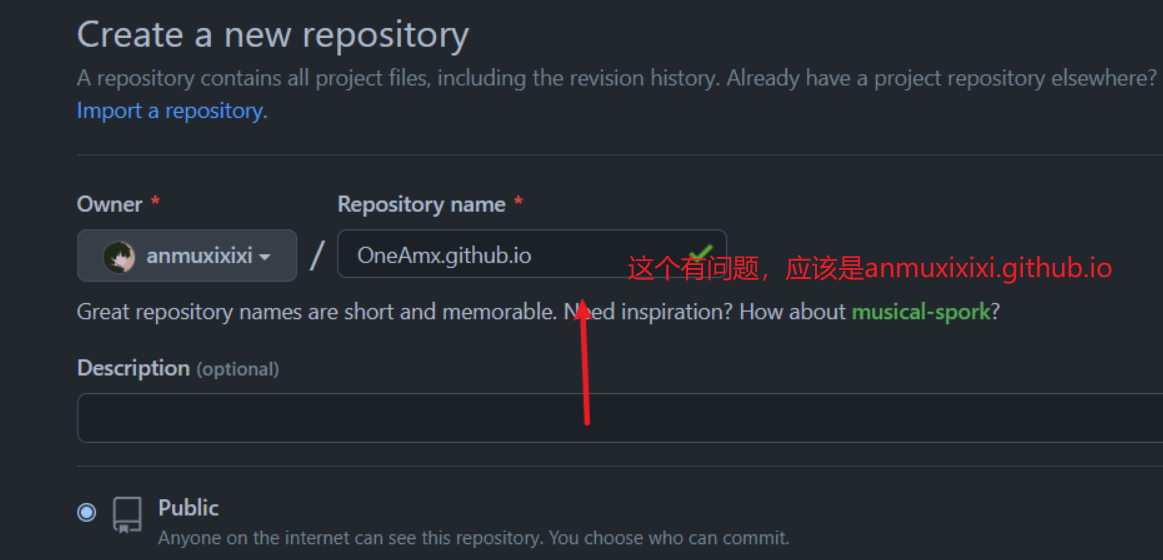 Create a new repository
A repository contains all project files, including the revision history. Already have a project repository elsewhere?
Import a repository.
Owner *
Repository name *
anmuxixixi
/
OneAmx.github.io
这个有问题，应该是anmuxixixi.github.io
Great repository names are short and memorable. Need inspiration? How about musical-spork?
Description (optional)
Public
Anyone on the internet can see this repository. You choose who can commit.